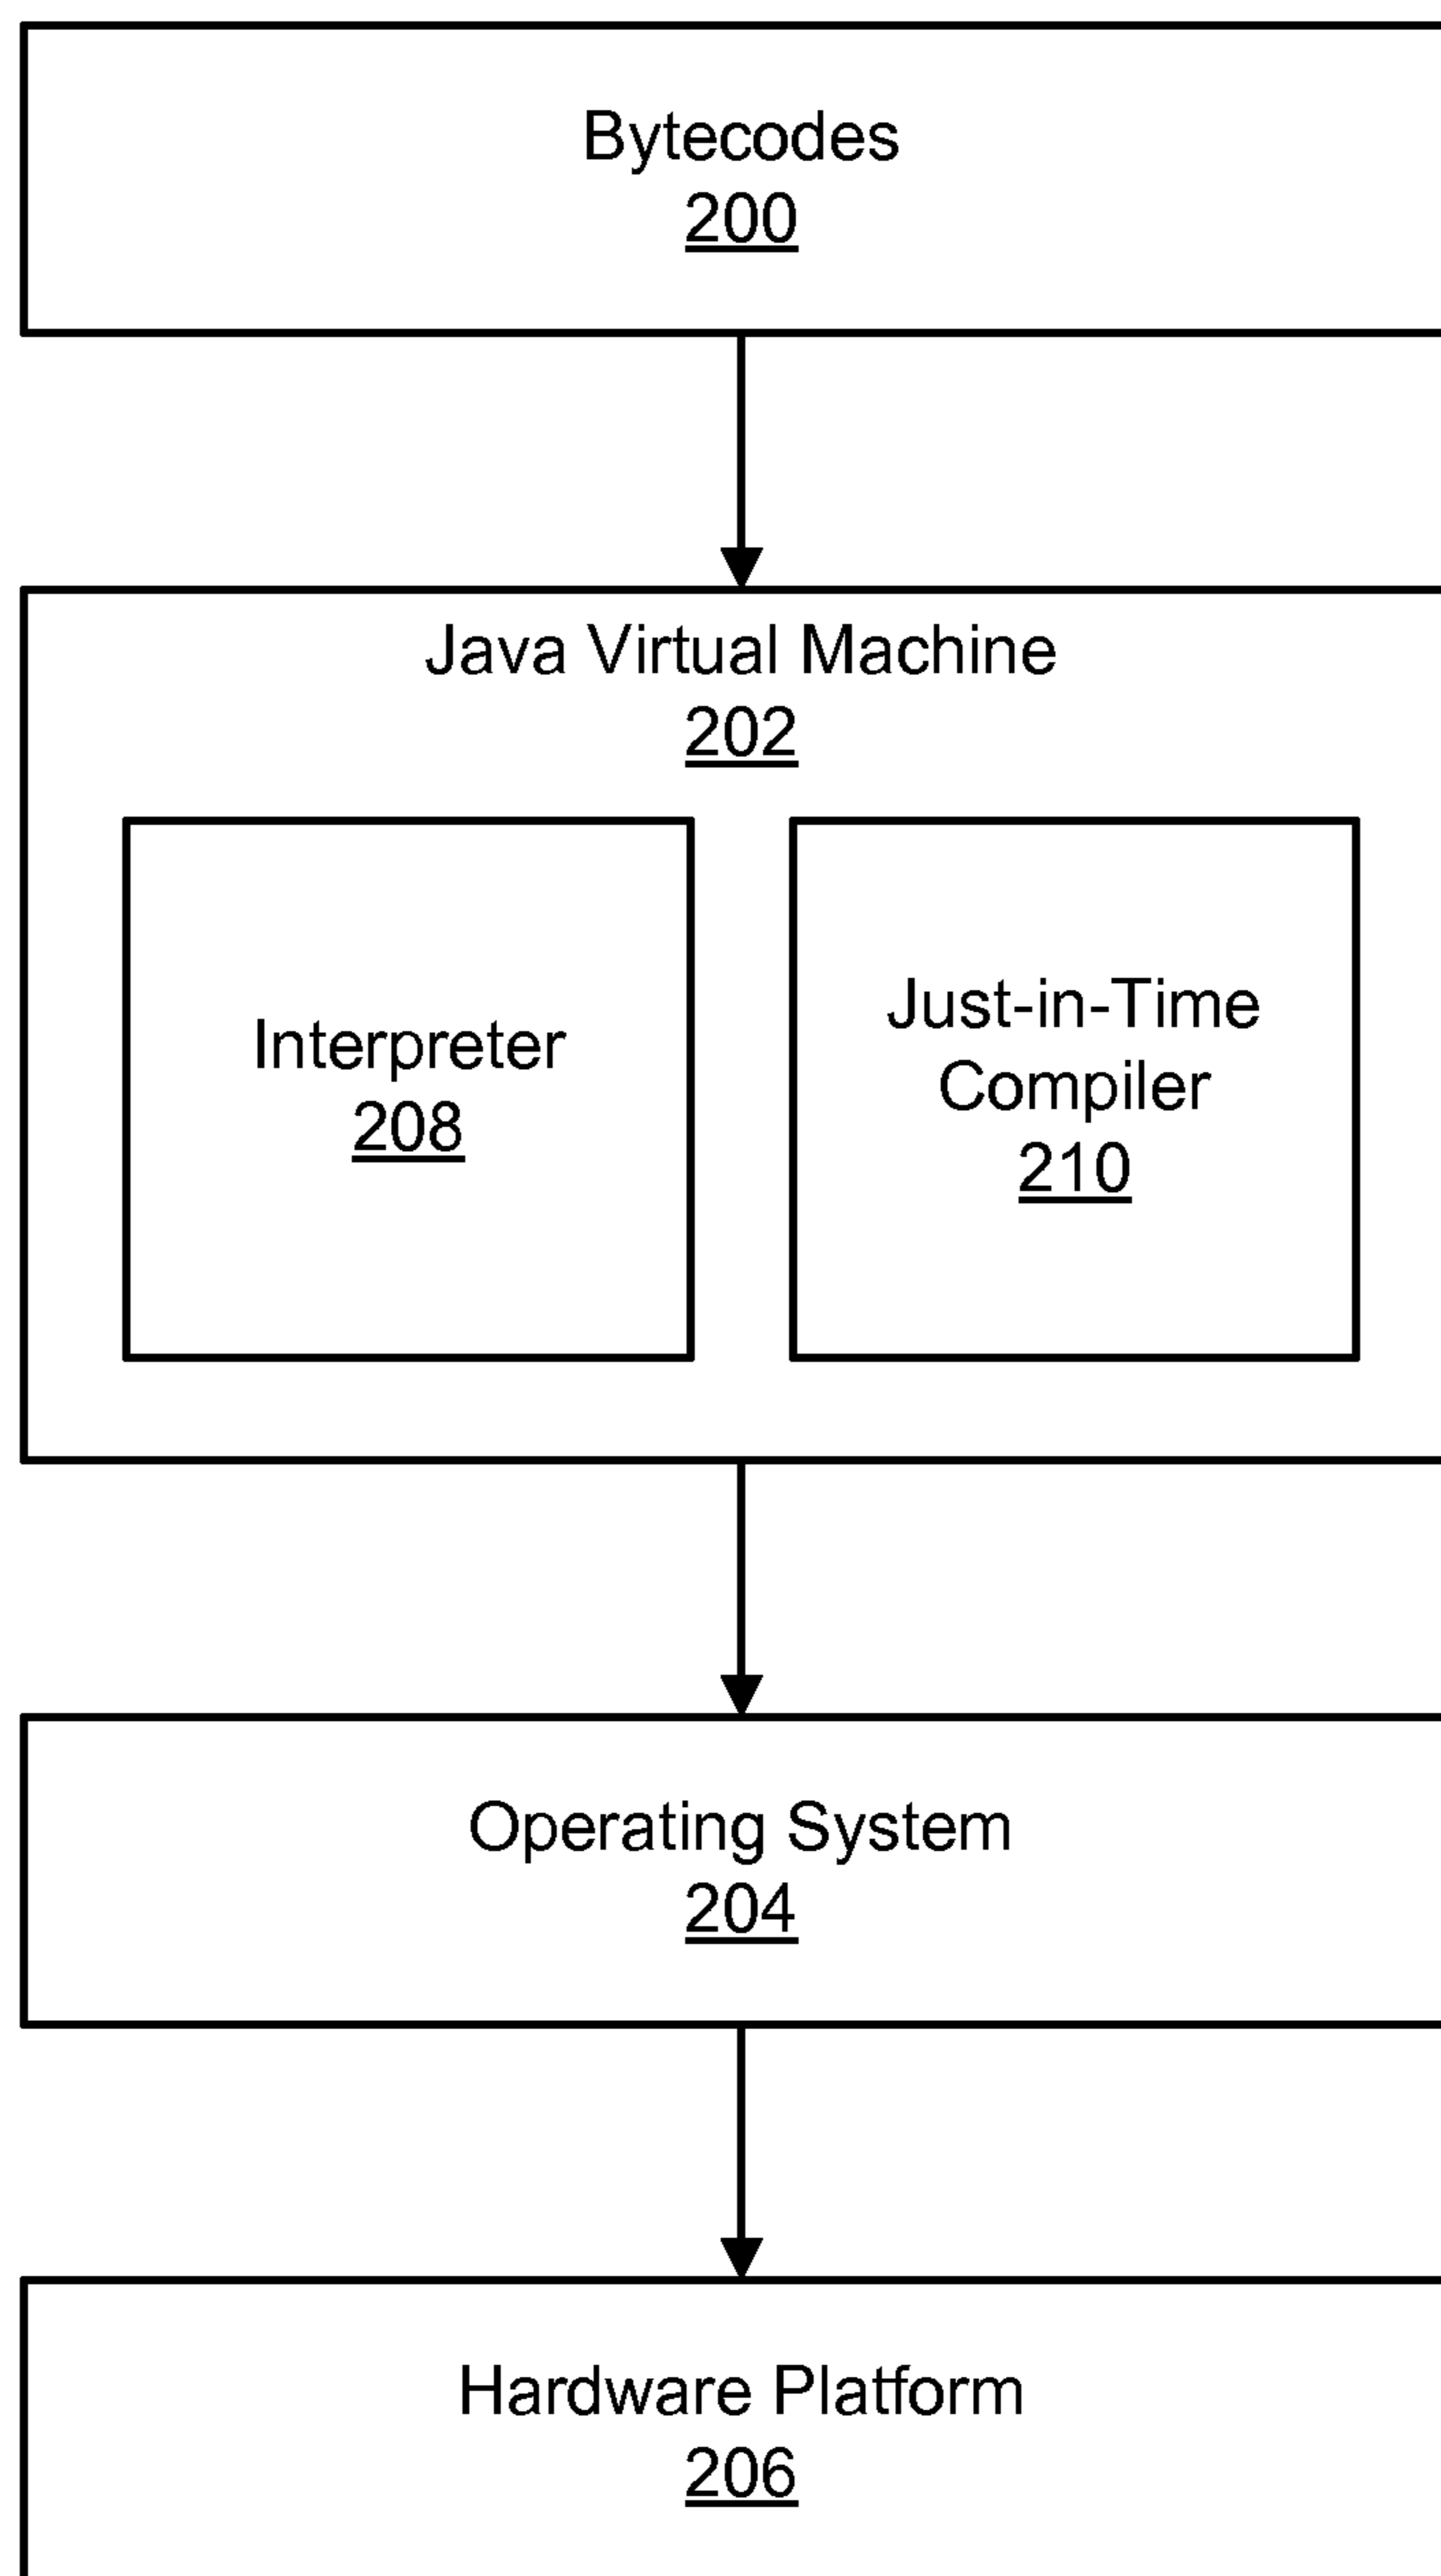 Bytecodes
200
Java Virtual Machine
202
Interpreter
208
Just-in-Time
Compiler
210
Operating System
204
Hardware Platform
206